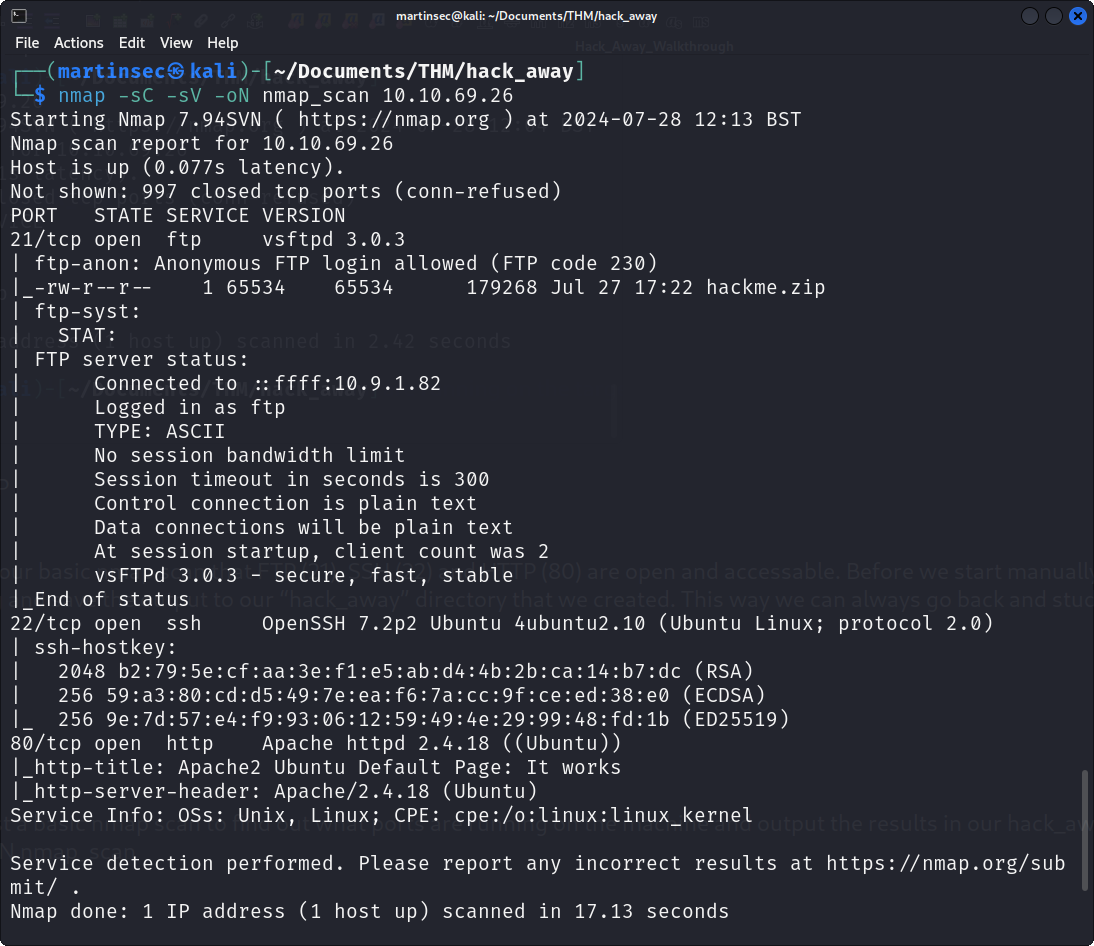 martinsec@kali: ~/Documents/THM/hack_away
File Actions Edit View Help
Hack_Away_Walkthrough
┌──(martinsec㉿kali)-[~/Documents/THM/hack_away]
└─$ nmap -sC -sV -oN nmap_scan 10.10.69.26
Starting Nmap 7.94SVN ( https://nmap.org ) at 2024-07-28 12:13 BST
Nmap scan report for 10.10.69.26
Host is up (0.077s latency).
Not shown: 997 closed tcp ports (conn-refused)
PORT   STATE SERVICE VERSION
21/tcp open  ftp     vsftpd 3.0.3
| ftp-anon: Anonymous FTP login allowed (FTP code 230)
|_-rw-r--r--    1 65534    65534      179268 Jul 27 17:22 hackme.zip
| ftp-syst:
|   STAT:
| FTP server status:
|      Connected to ::ffff:10.9.1.82
|      Logged in as ftp
|      TYPE: ASCII
|      No session bandwidth limit
|      Session timeout in seconds is 300
|      Control connection is plain text
|      Data connections will be plain text
|      At session startup, client count was 2
|      vsFTPd 3.0.3 - secure, fast, stable
|_End of status
22/tcp open  ssh     OpenSSH 7.2p2 Ubuntu 4ubuntu2.10 (Ubuntu Linux; protocol 2.0)
| ssh-hostkey:
|   2048 b2:79:5e:cf:aa:3e:f1:e5:ab:d4:4b:2b:ca:14:b7:dc (RSA)
|   256 59:a3:80:cd:d5:49:7e:ea:f6:7a:cc:9f:ce:ed:38:e0 (ECDSA)
|_  256 9e:7d:57:e4:f9:93:06:12:59:49:4e:29:99:48:fd:1b (ED25519)
80/tcp open  http    Apache httpd 2.4.18 ((Ubuntu))
|_http-title: Apache2 Ubuntu Default Page: It works
|_http-server-header: Apache/2.4.18 (Ubuntu)
Service Info: OSs: Unix, Linux; CPE: cpe:/o:linux:linux_kernel
Service detection performed. Please report any incorrect results at https://nmap.org/sub
mit/ .
Nmap done: 1 IP address (1 host up) scanned in 17.13 seconds